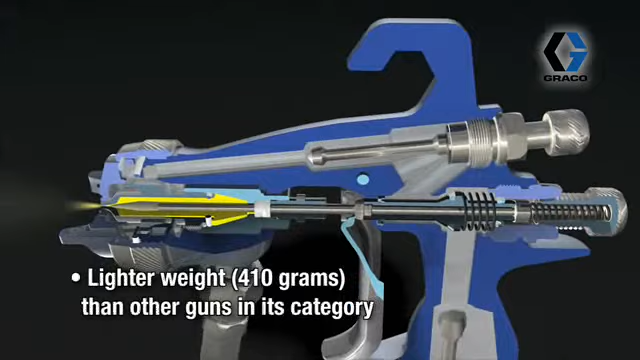 GRACO
• Lighter weight (410 grams)
than other guns in its category